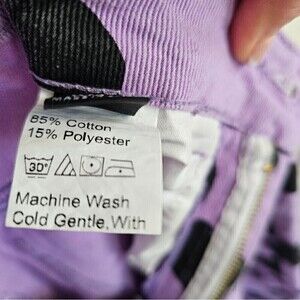 85% Cotton
15% Polyester
30°
Machine Wash
Cold Gentle, With